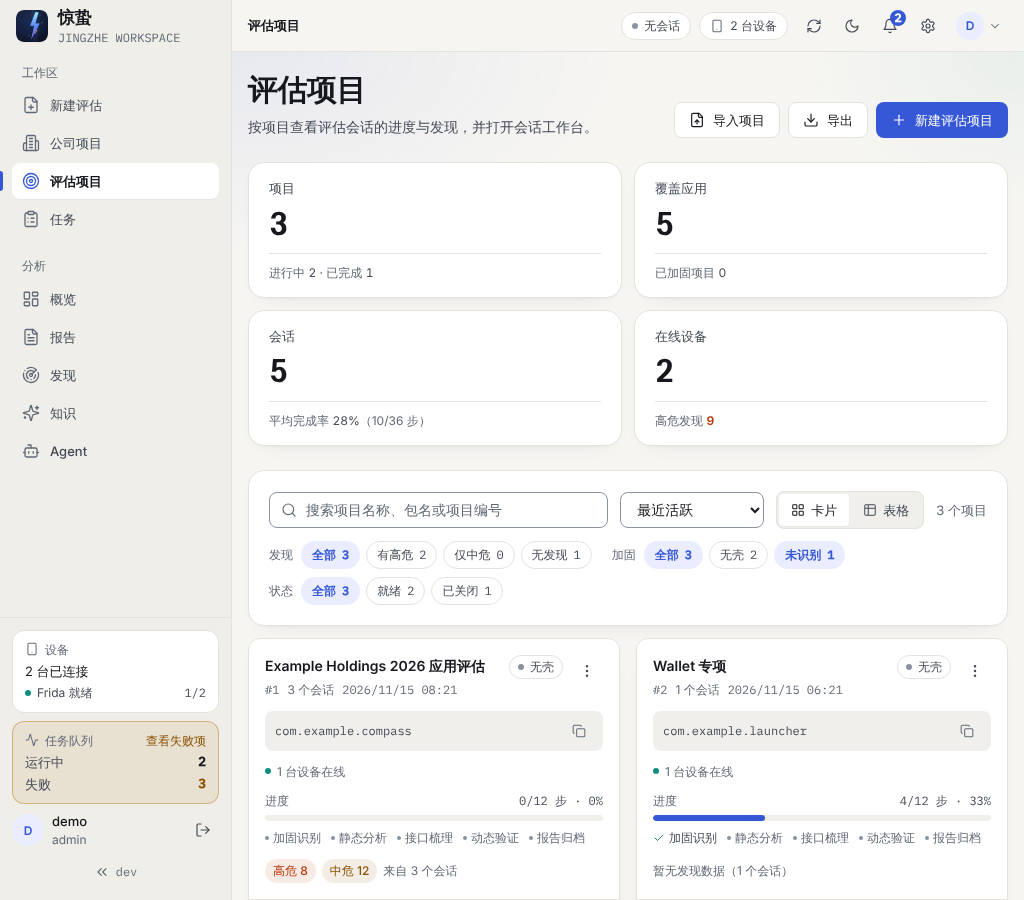 惊蛰
JINGZHE WORKSPACE
工作区
新建评估
公司项目
评估项目
任务
分析
概览
报告
发现
知识
Agent
设备
2 台已连接
Frida 就绪 1/2
任务队列 查看失败项
运行中 2
失败 3
D
demo
admin
dev
评估项目
无会话
2 台设备
2
D
评估项目
按项目查看评估会话的进度与发现，并打开会话工作台。
导入项目
导出
新建评估项目
项目
3
进行中 2 · 已完成 1
覆盖应用
5
已加固项目 0
会话
5
平均完成率 28%（10/36 步）
在线设备
2
高危发现 9
搜索项目名称、包名或项目编号
最近活跃
卡片
表格
3 个项目
发现 全部 3 有高危 2 仅中危 0 无发现 1 加固 全部 3 无壳 2 未识别 1
状态 全部 3 就绪 2 已关闭 1
Example Holdings 2026 应用评估 无壳
#1 3 个会话 2026/11/15 08:21
com.example.compass
1 台设备在线
进度 0/12 步 · 0%
加固识别 静态分析 接口梳理 动态验证 报告归档
高危 8 中危 12 来自 3 个会话
Wallet 专项 无壳
#2 1 个会话 2026/11/15 06:21
com.example.launcher
1 台设备在线
进度 4/12 步 · 33%
加固识别 静态分析 接口梳理 动态验证 报告归档
暂无发现数据（1 个会话）